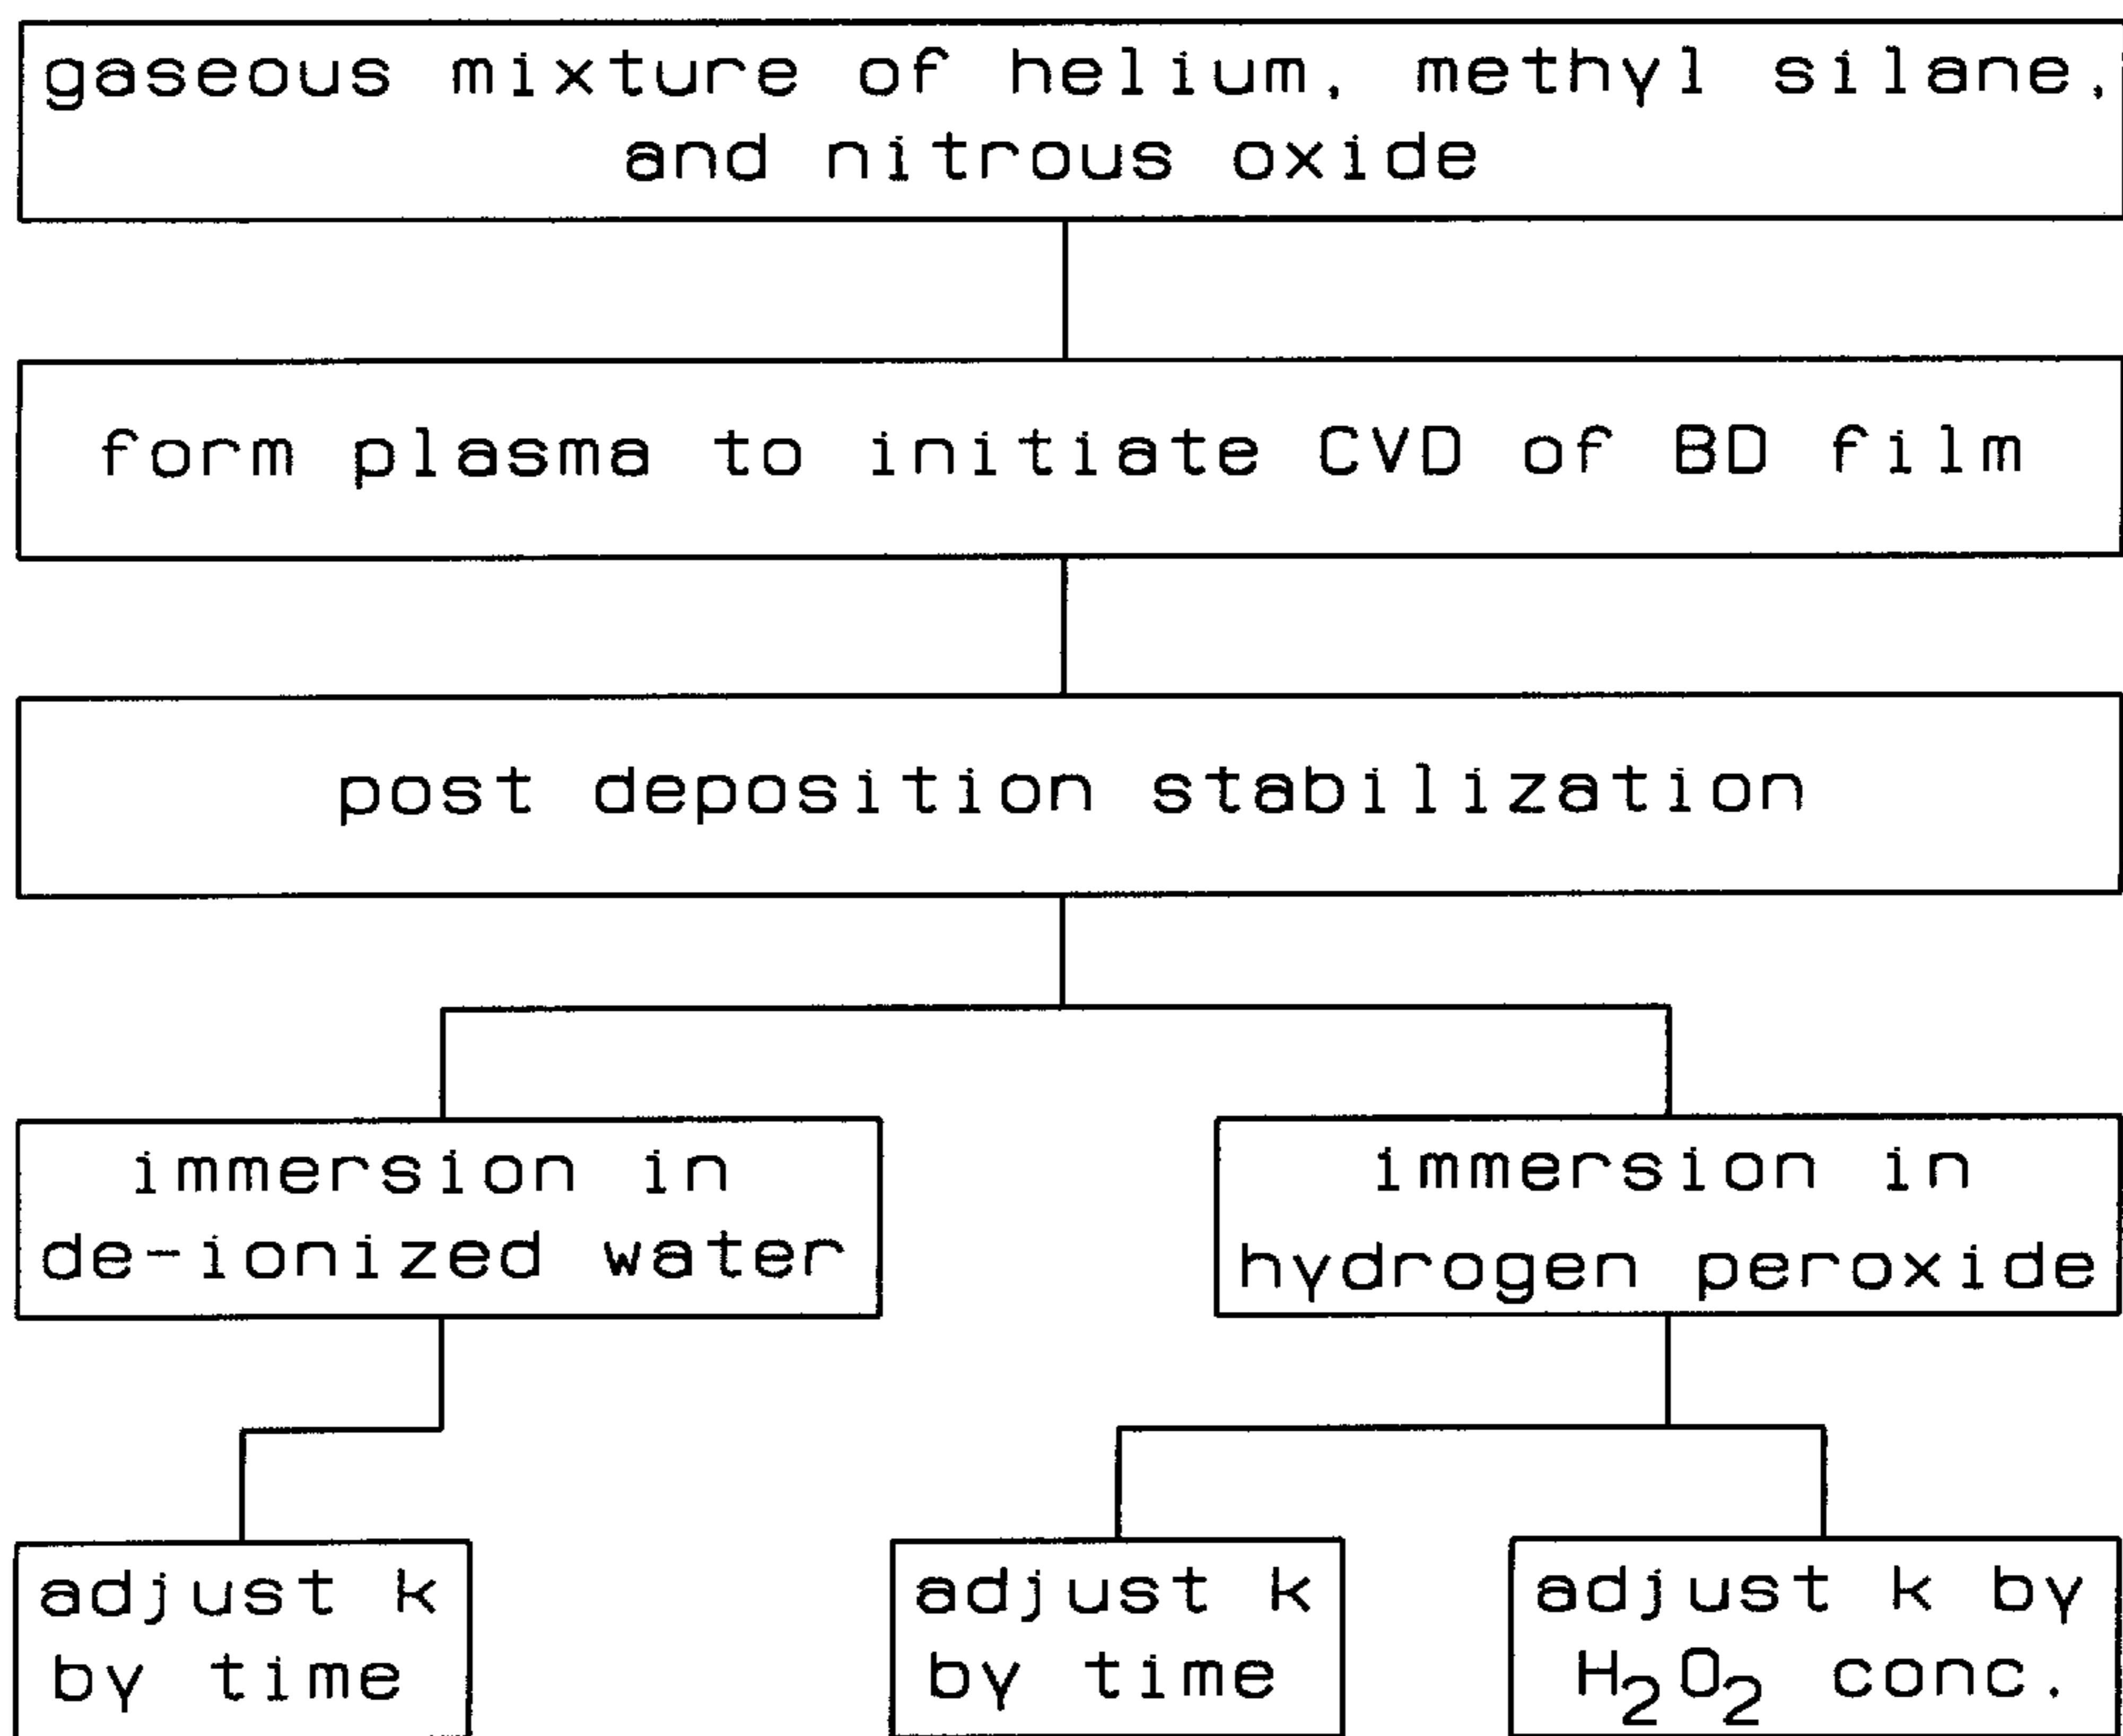 gaseous mixture of helium, methyl silane,
and nitrous oxide
form plasma to initiate CVD of BD film
post deposition stabilization
immersion in
de-ionized water
immersion in
hydrogen peroxide
adjust k
by time
adjust k
by time
adjust k by
H₂O₂ conc.